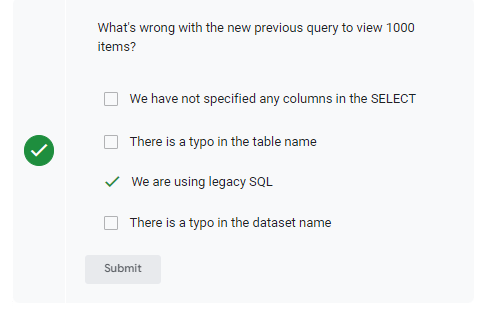 What's wrong with the new previous query to view 1000
items?
We have not specified any columns in the SELECT
There is a typo in the table name
We are using legacy SQL
There is a typo in the dataset name
Submit